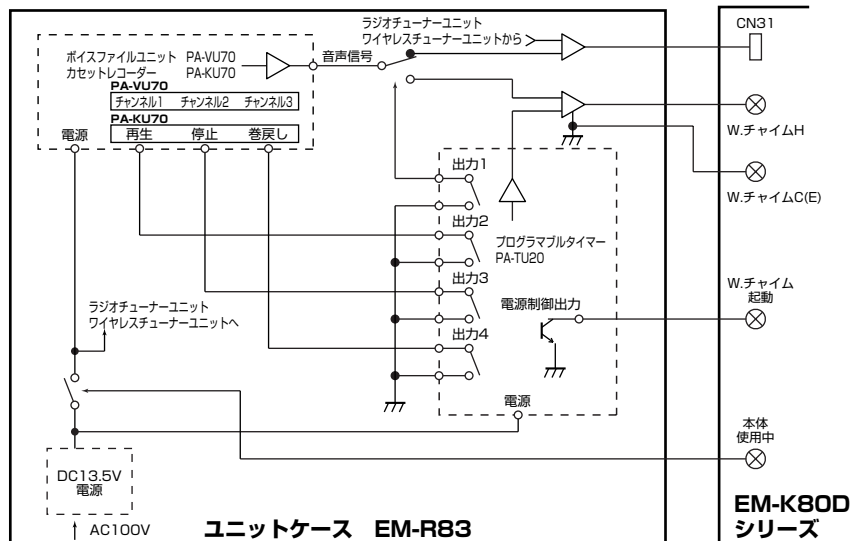 ラジオチューナーユニット
ワイヤレスチューナーユニットから
CN31
ボイスファイルユニット PA-VU70
カセットレコーダー PA-KU70
音声信号
PA-VU70
チャンネル1 チャンネル2 チャンネル3
PA-KU70
電源 再生 停止 巻戻し
W.チャイムH
出力1
W.チャイムC(E)
出力2
プログラマブルタイマー
PA-TU20
出力3
電源制御出力
W.チャイム
起動
ラジオチューナーユニット
ワイヤレスチューナーユニットへ
出力4
電源
本体
使用中
DC13.5V
電源
AC100V
ユニットケース EM-R83
EM-K80D
シリーズ